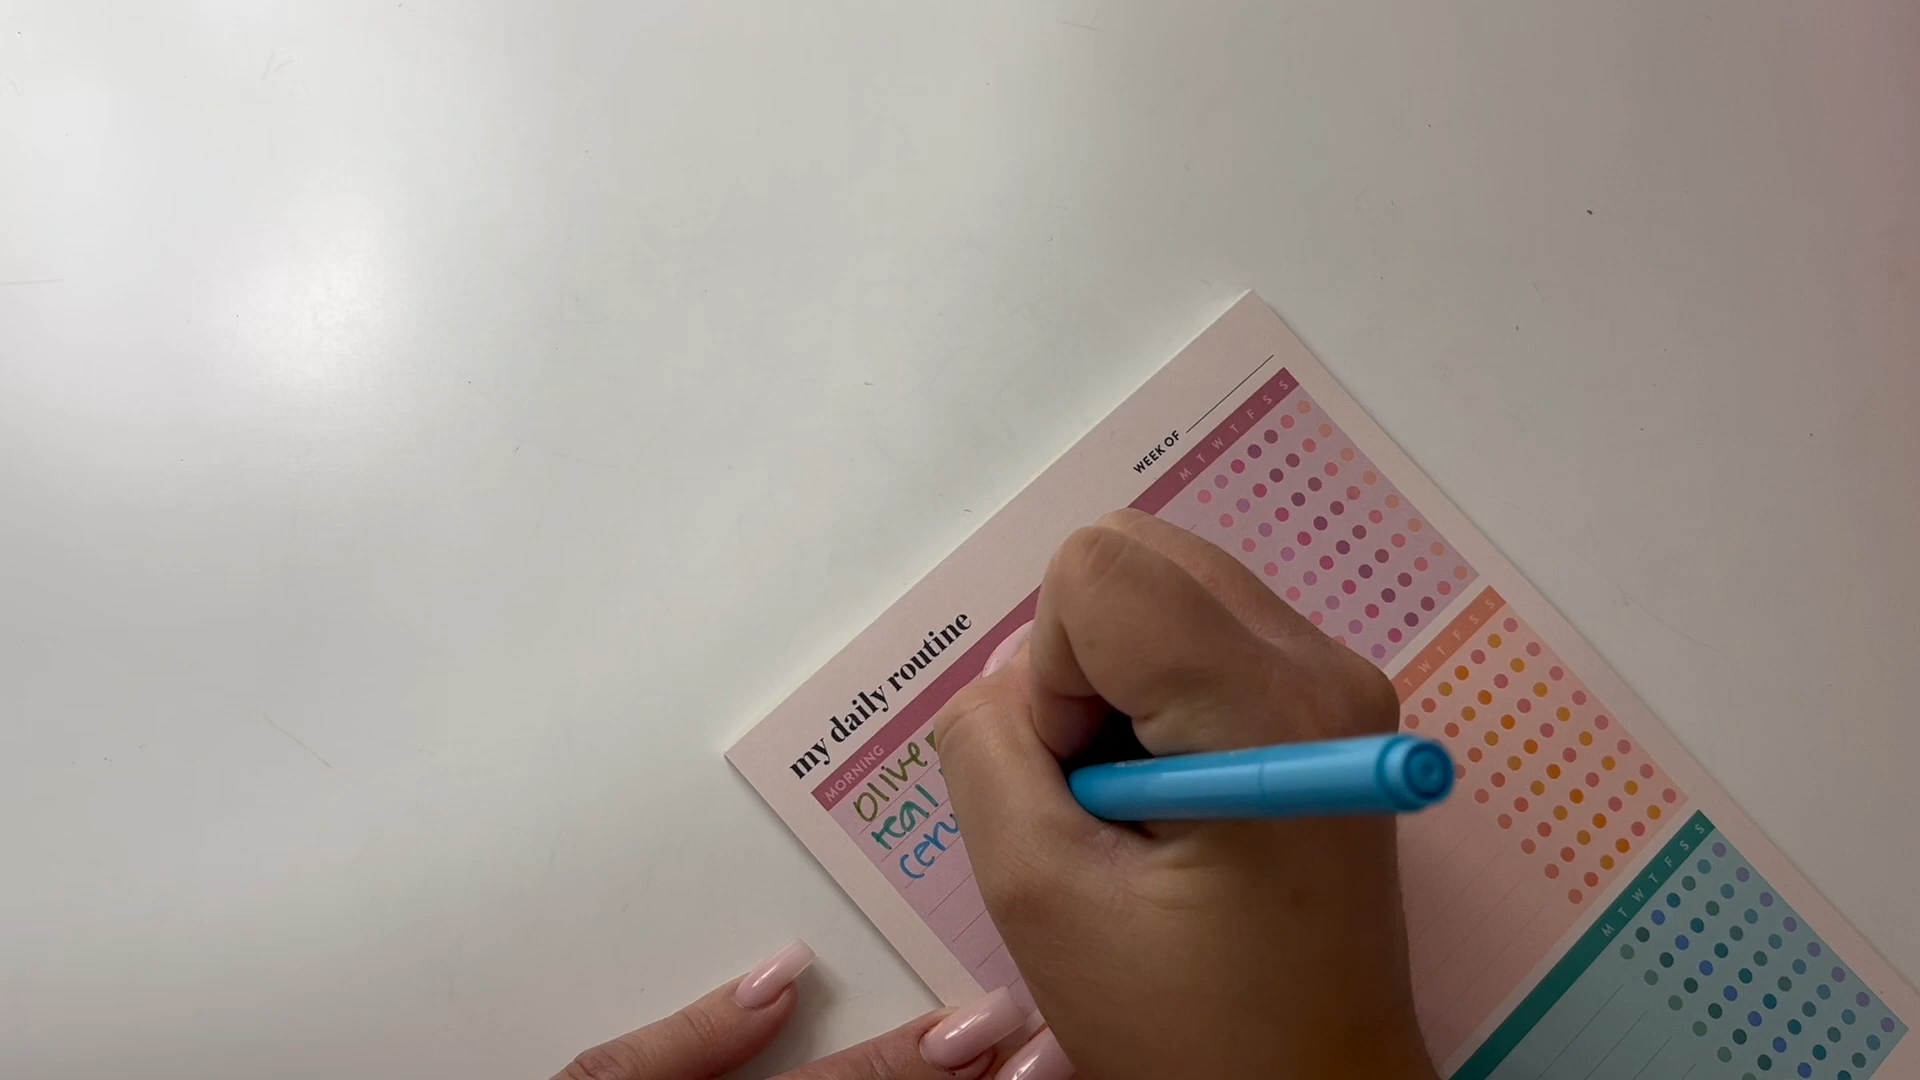 my daily routine
WEEK OF
MORNING M T W T F S S
olive
teal
T W T F S S
M T W T F S S